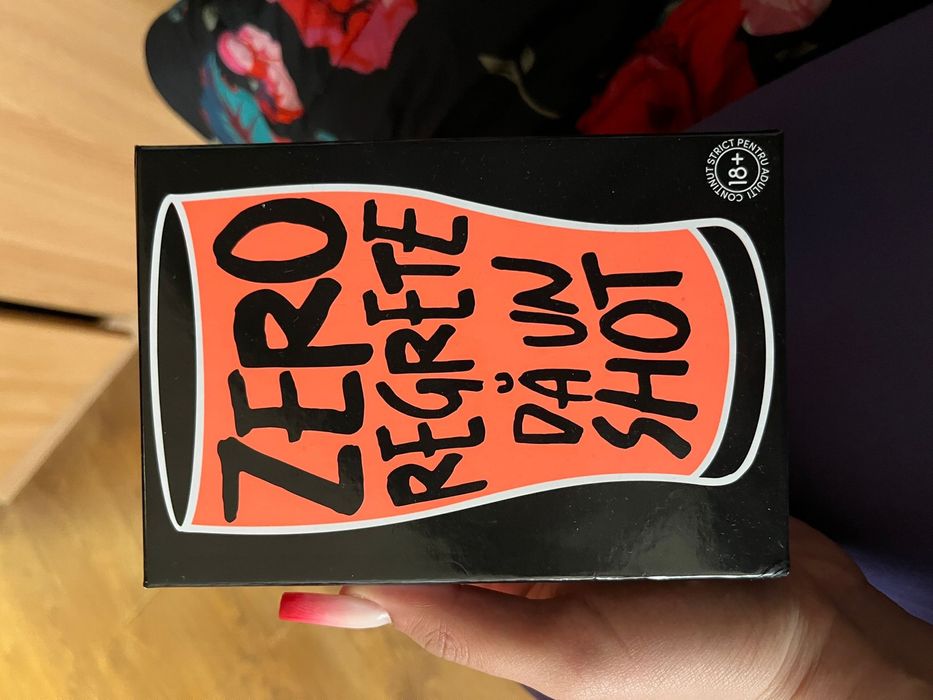 ZERO
REGRETE
DĂ UN
SHOT
CONȚINUT STRICT PENTRU ADULȚI
18+